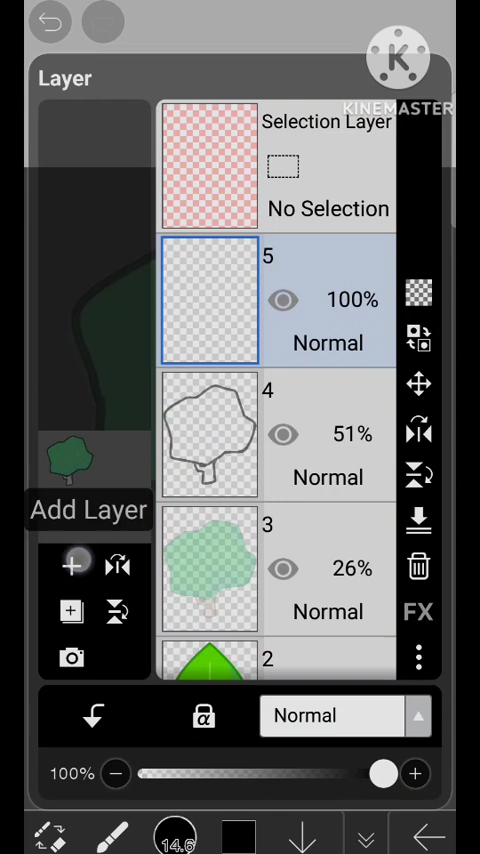 Layer
K
KINEMASTER
Selection Layer
No Selection
5
100%
Normal
4
51%
Normal
3
26%
Normal
2
Add Layer
FX
α
Normal
100%
14.6